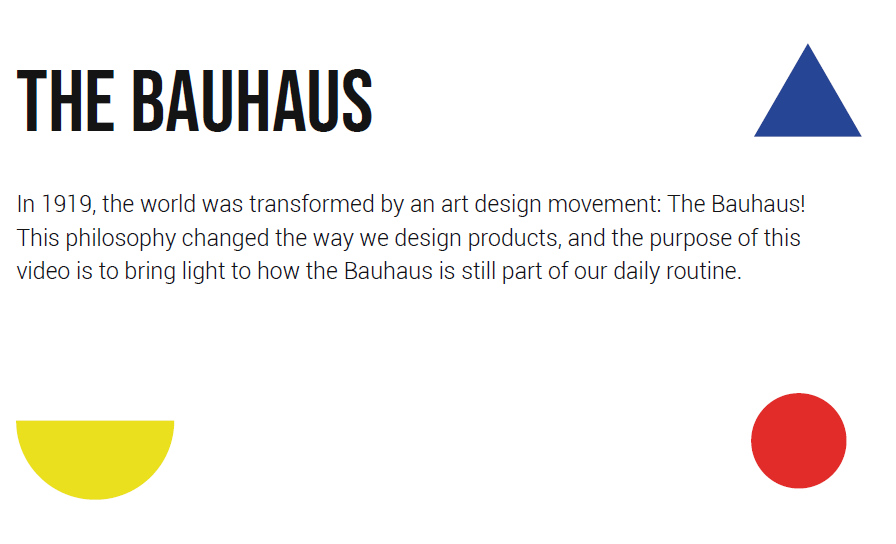 THE BAUHAUS
In 1919, the world was transformed by an art design movement: The Bauhaus!
This philosophy changed the way we design products, and the purpose of this
video is to bring light to how the Bauhaus is still part of our daily routine.